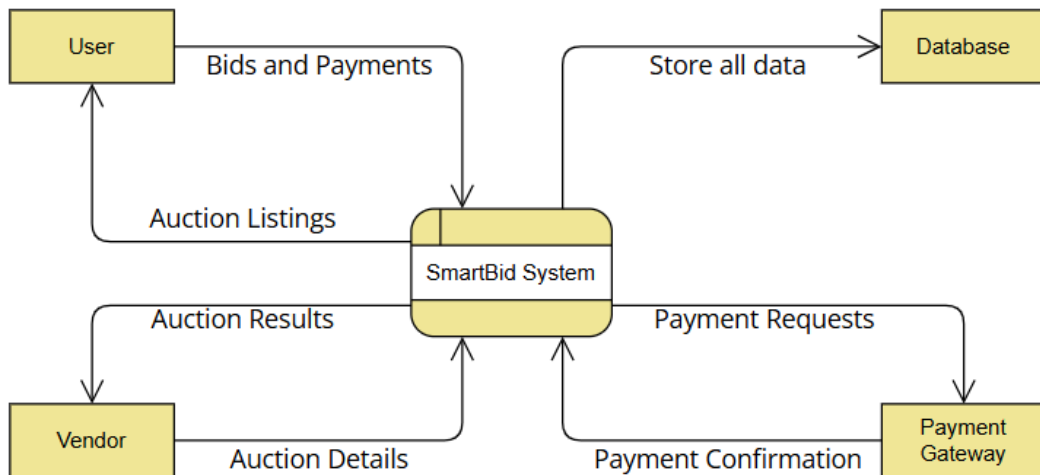 User
Database
Bids and Payments
Store all data
Auction Listings
SmartBid System
Auction Results
Payment Requests
Vendor
Payment
Gateway
Auction Details
Payment Confirmation